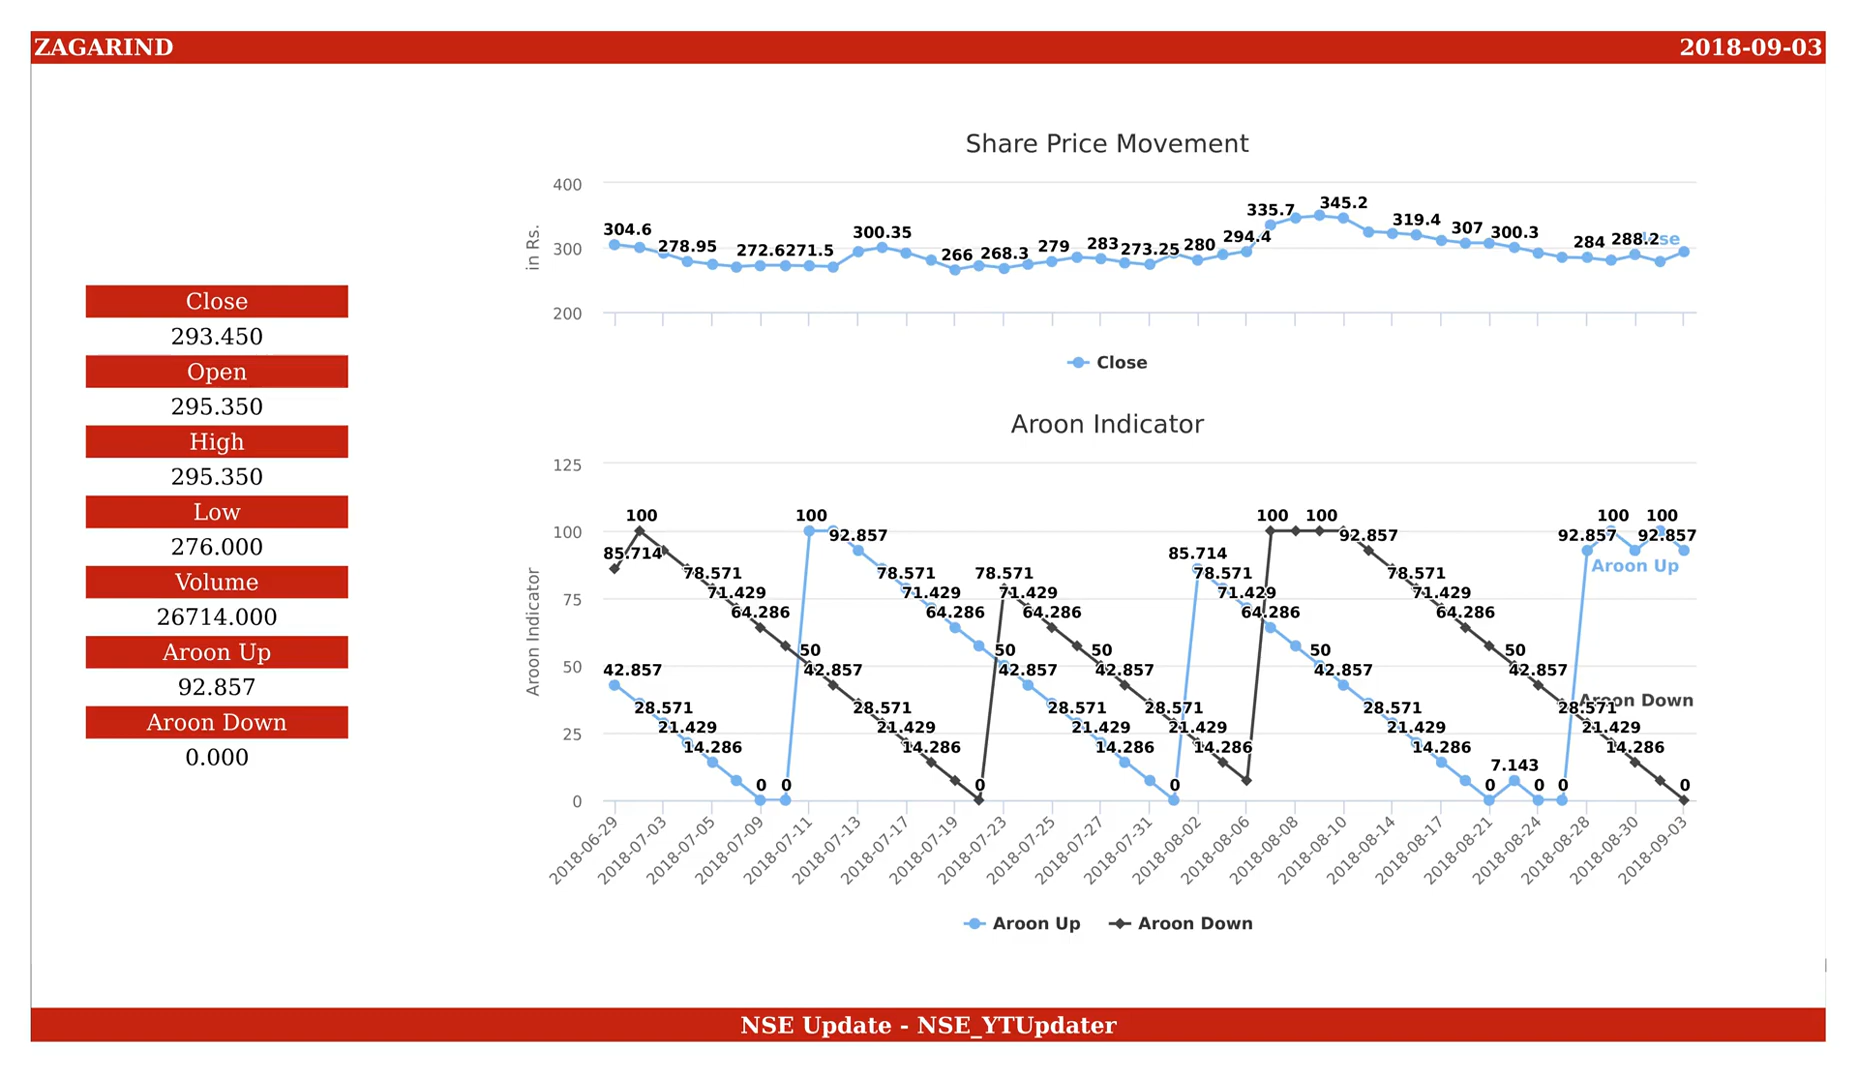 ZAGARIND 2018-09-03
Close
293.450
Open
295.350
High
295.350
Low
276.000
Volume
26714.000
Aroon Up
92.857
Aroon Down
0.000
Share Price Movement
in Rs.
400
300
200
304.6 278.95 272.6 271.5 300.35 266 268.3 279 283 273.25 280 294.4 335.7 345.2 319.4 307 300.3 284 288.2
Close
Aroon Indicator
Aroon Indicator
125
100
75
50
25
0
100 100 100 100 100 100
85.714 92.857 85.714 92.857 92.857 92.857
Aroon Up
78.571 78.571 78.571 78.571 78.571
71.429 71.429 71.429 71.429 71.429
64.286 64.286 64.286 64.286 64.286
50 50 50 50 50
42.857 42.857 42.857 42.857 42.857 42.857
Aroon Down
28.571 28.571 28.571 28.571 28.571 28.571
21.429 21.429 21.429 21.429 21.429 21.429
14.286 14.286 14.286 14.286 14.286 14.286
7.143
0 0 0 0 0 0 0 0
2018-06-29 2018-07-03 2018-07-05 2018-07-09 2018-07-11 2018-07-13 2018-07-17 2018-07-19 2018-07-23 2018-07-25 2018-07-27 2018-07-31 2018-08-02 2018-08-06 2018-08-08 2018-08-10 2018-08-14 2018-08-17 2018-08-21 2018-08-24 2018-08-28 2018-08-30 2018-09-03
Aroon Up Aroon Down
NSE Update - NSE_YTUpdater